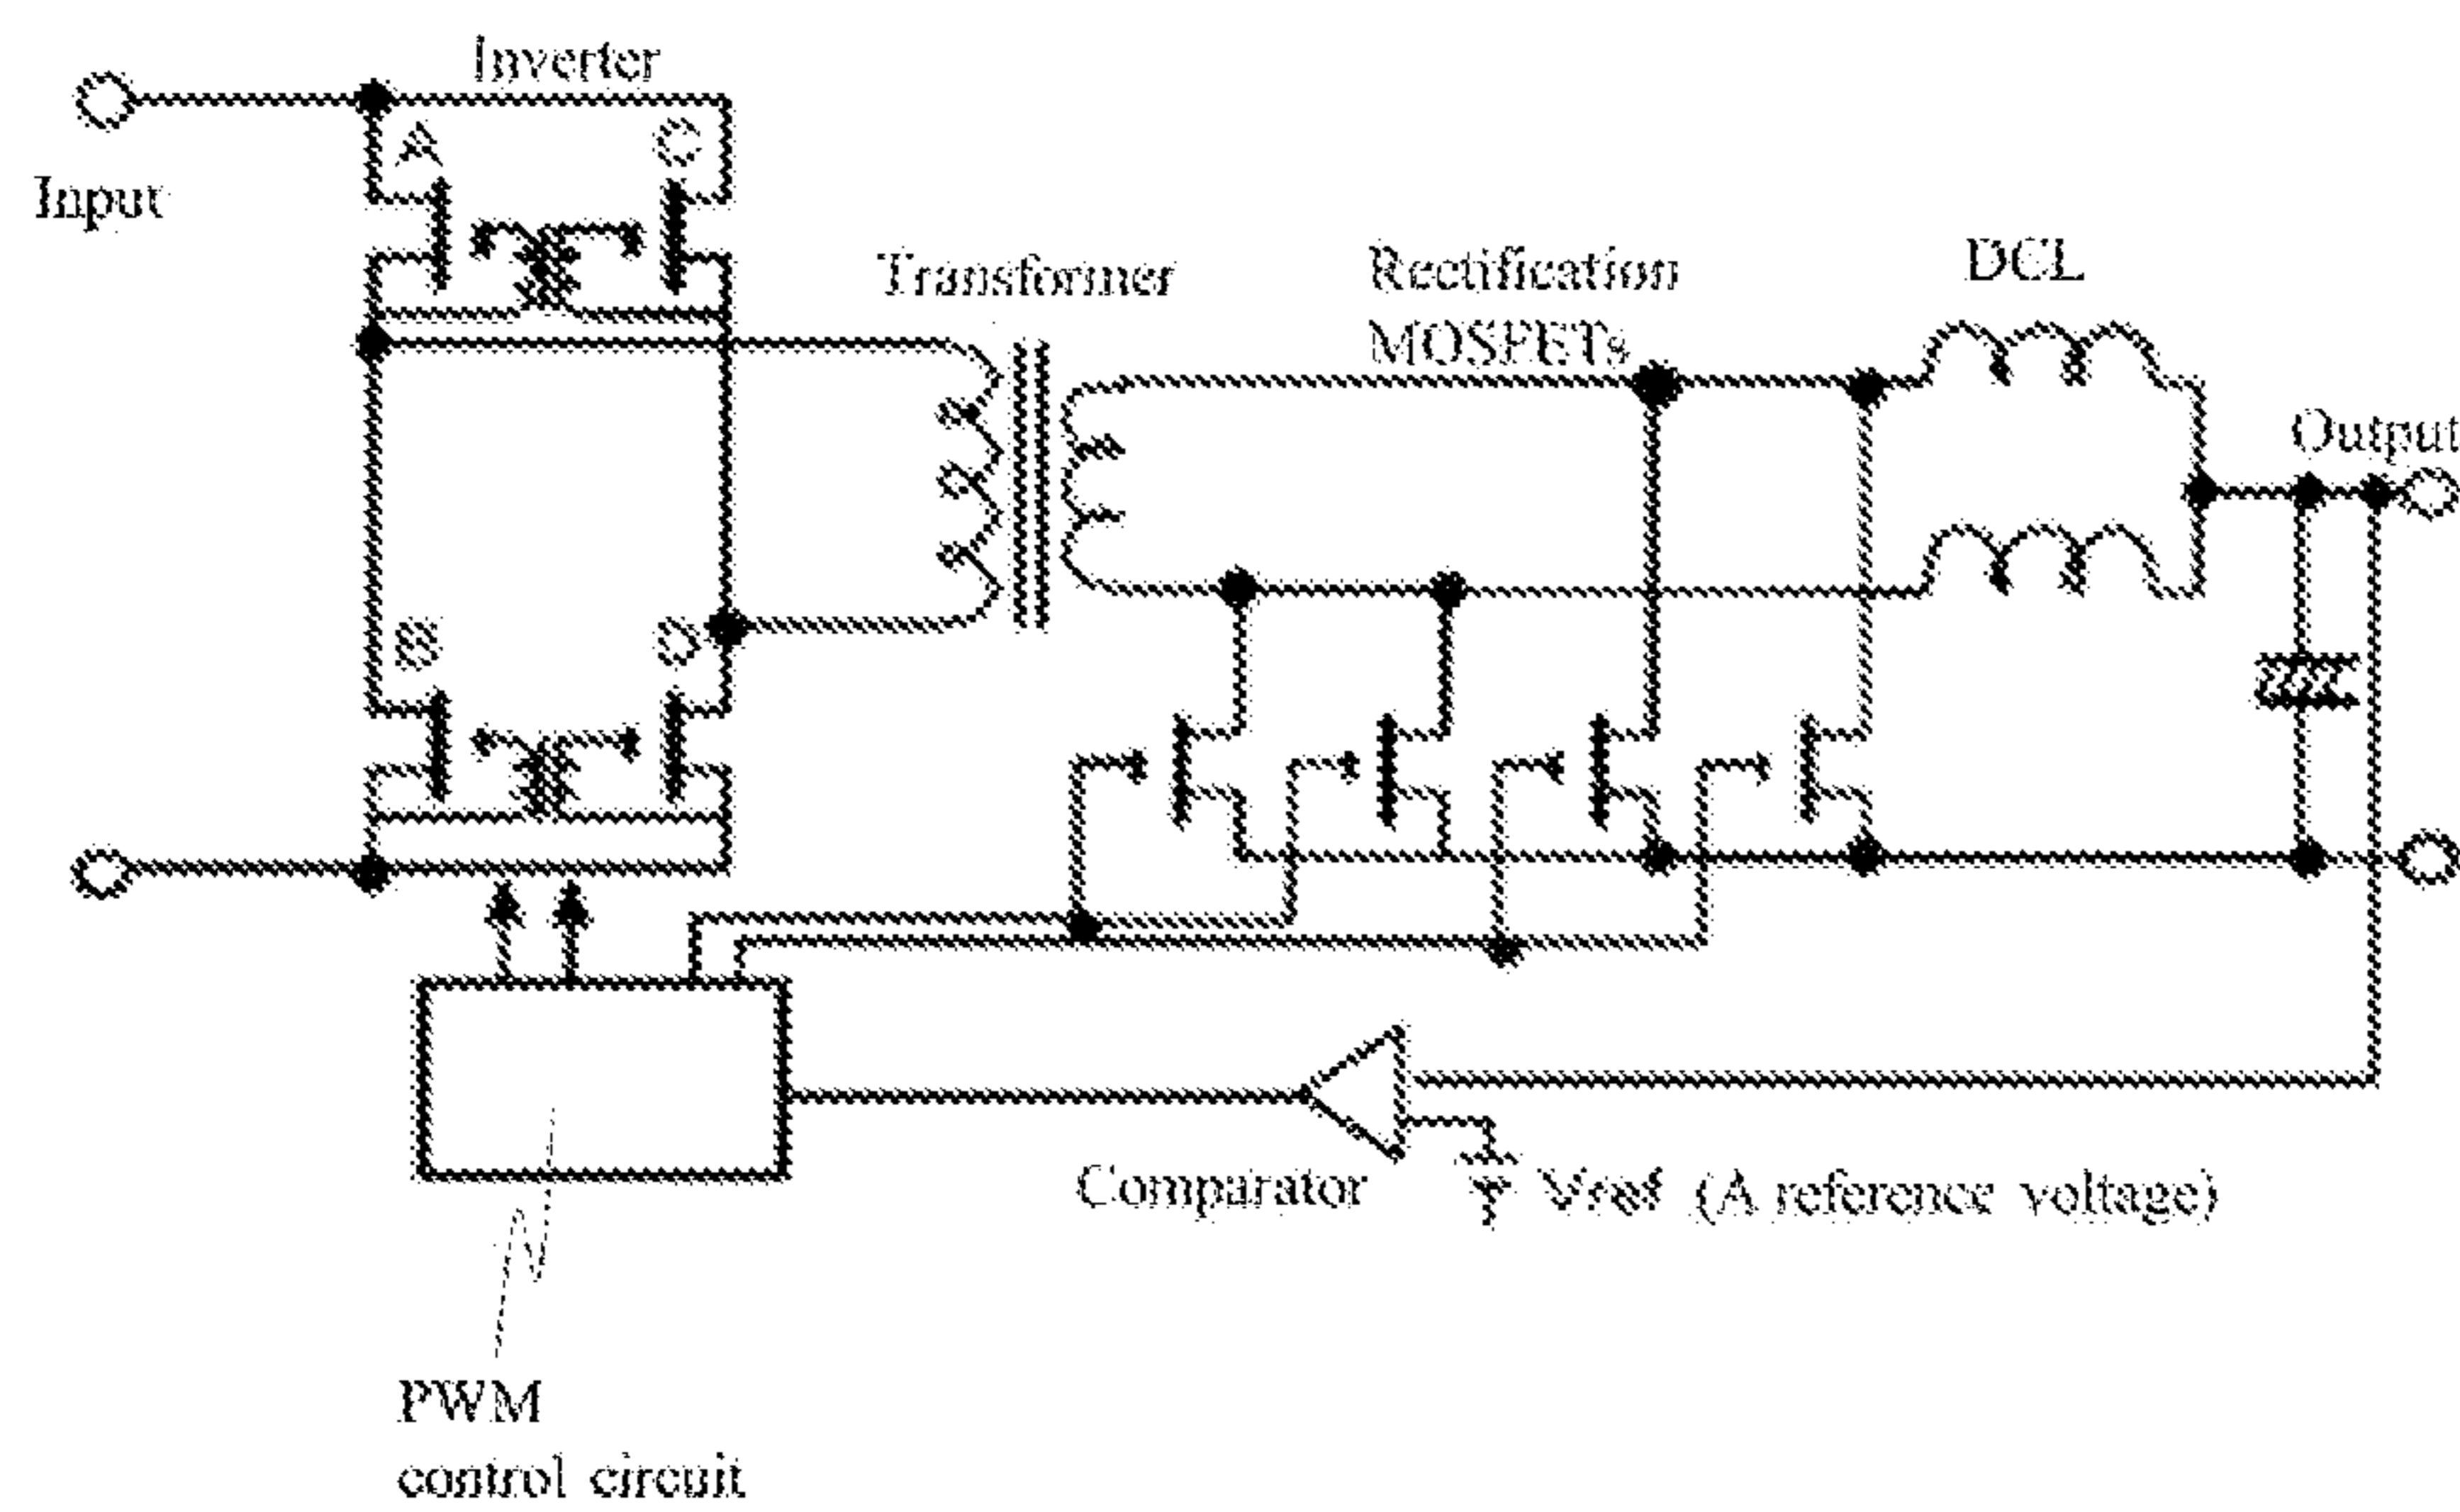 Inverter
A
C
Input
Transformer
Rectification
MOSFETs
DCL
Output
B
D
Comparator
Vref (A reference voltage)
PWM
control circuit